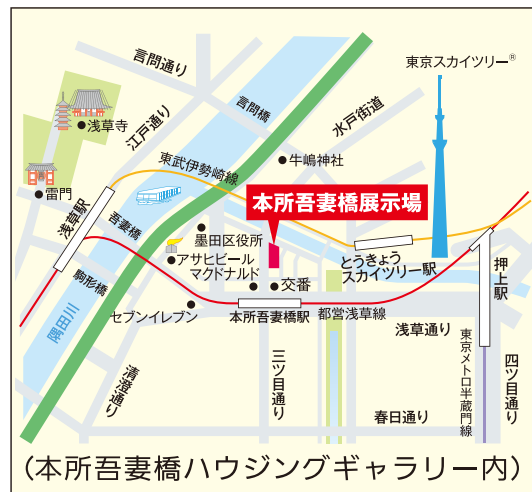 言問通り
東京スカイツリー®
江戸通り
言問橋
水戸街道
浅草寺
牛嶋神社
東武伊勢崎線
雷門
浅草駅
本所吾妻橋展示場
吾妻橋
墨田区役所
アサヒビール
マクドナルド
とうきょう
スカイツリー駅
押上駅
駒形橋
交番
セブンイレブン
本所吾妻橋駅
都営浅草線
浅草通り
隅田川
清澄通り
三ツ目通り
東京メトロ半蔵門線
四ツ目通り
春日通り
(本所吾妻橋ハウジングギャラリー内)